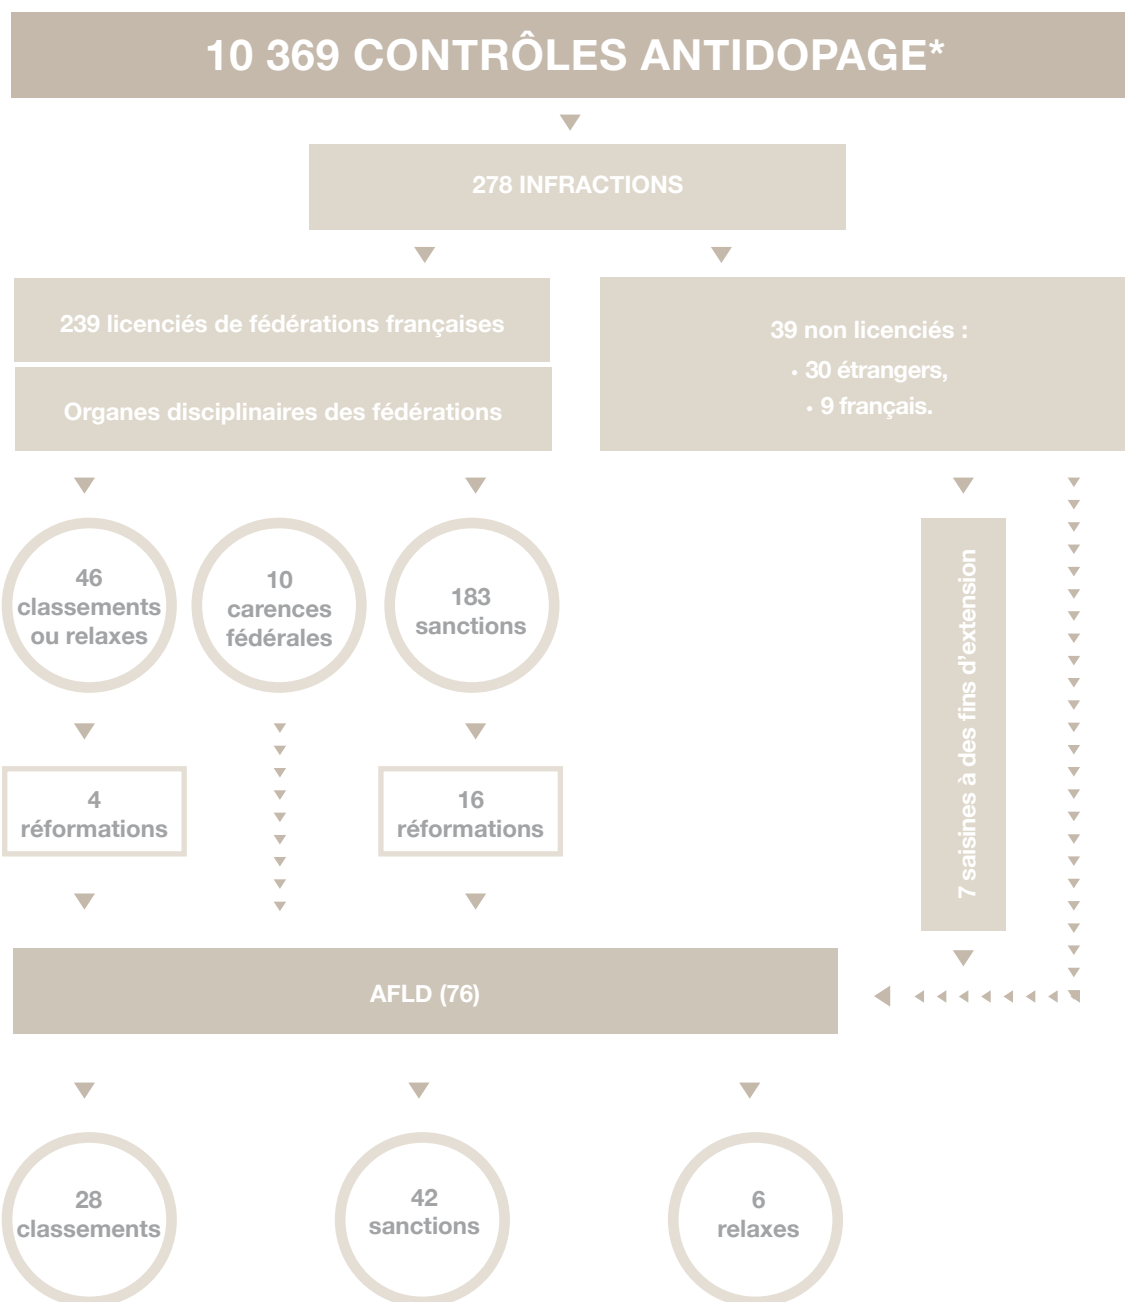 10 369 CONTRÔLES ANTIDOPAGE*
278 INFRACTIONS
239 licenciés de fédérations françaises
Organes disciplinaires des fédérations
39 non licenciés :
• 30 étrangers,
• 9 français.
46
classements
ou relaxes
10
carences
fédérales
183
sanctions
7 saisines à des fins d'extension
4
réformations
16
réformations
AFLD (76)
28
classements
42
sanctions
6
relaxes